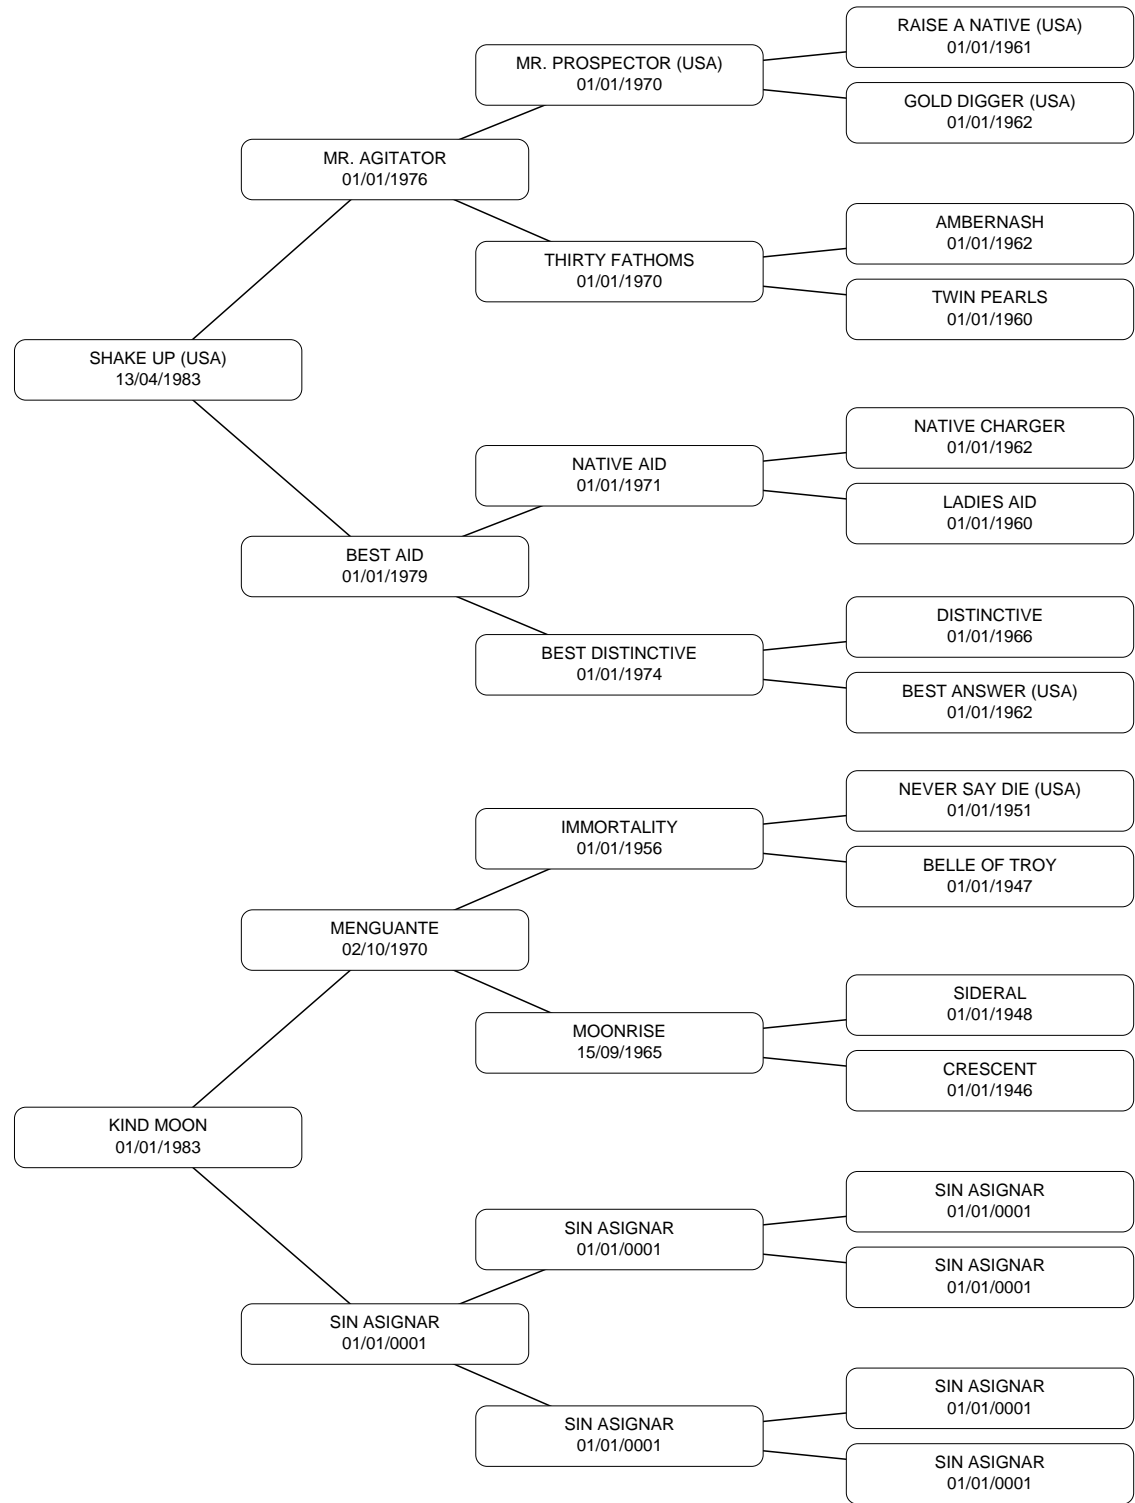 RAISE A NATIVE (USA)
01/01/1961
MR. PROSPECTOR (USA)
01/01/1970
GOLD DIGGER (USA)
01/01/1962
MR. AGITATOR
01/01/1976
AMBERNASH
01/01/1962
THIRTY FATHOMS
01/01/1970
TWIN PEARLS
01/01/1960
SHAKE UP (USA)
13/04/1983
NATIVE CHARGER
01/01/1962
NATIVE AID
01/01/1971
LADIES AID
01/01/1960
BEST AID
01/01/1979
DISTINCTIVE
01/01/1966
BEST DISTINCTIVE
01/01/1974
BEST ANSWER (USA)
01/01/1962
NEVER SAY DIE (USA)
01/01/1951
IMMORTALITY
01/01/1956
BELLE OF TROY
01/01/1947
MENGUANTE
02/10/1970
SIDERAL
01/01/1948
MOONRISE
15/09/1965
CRESCENT
01/01/1946
KIND MOON
01/01/1983
SIN ASIGNAR
01/01/0001
SIN ASIGNAR
01/01/0001
SIN ASIGNAR
01/01/0001
SIN ASIGNAR
01/01/0001
SIN ASIGNAR
01/01/0001
SIN ASIGNAR
01/01/0001
SIN ASIGNAR
01/01/0001